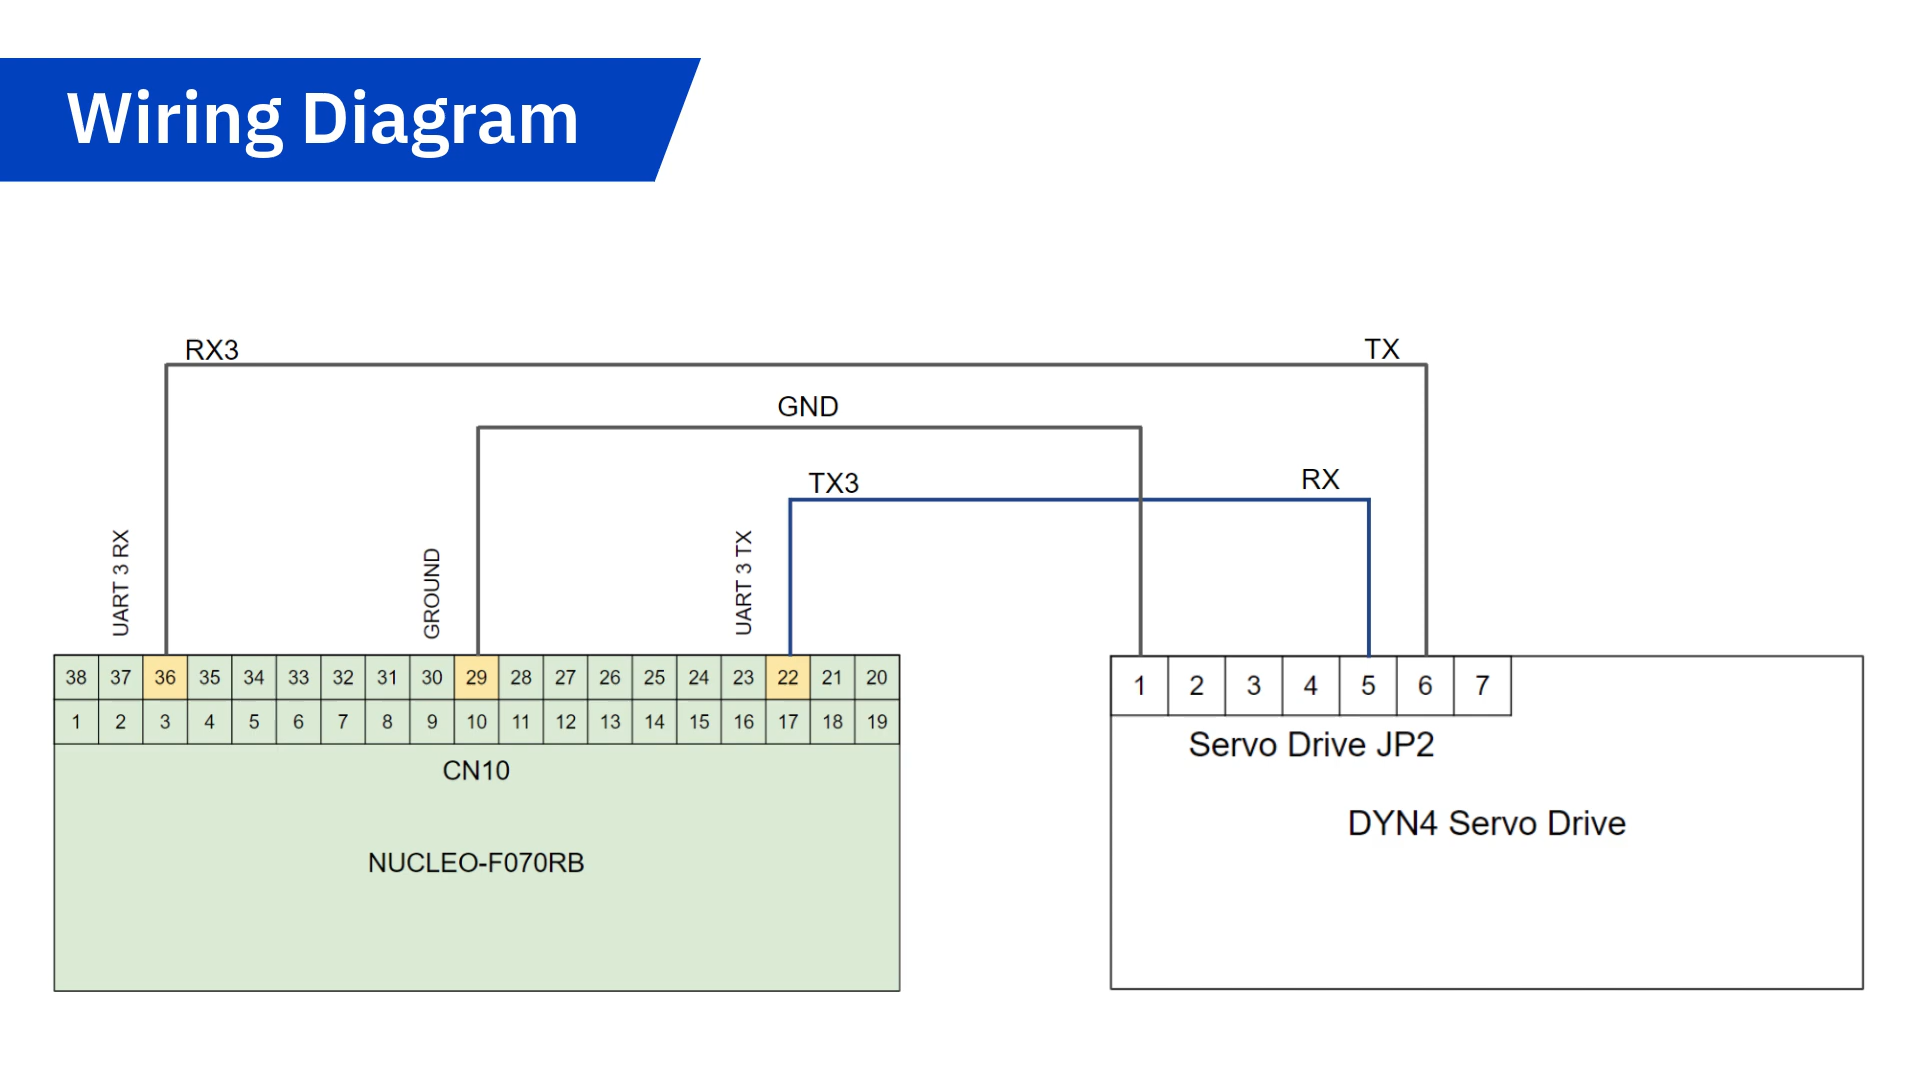 Wiring Diagram
RX3
TX
GND
TX3
RX
UART 3 RX
GROUND
UART 3 TX
38 37 36 35 34 33 32 31 30 29 28 27 26 25 24 23 22 21 20
1 2 3 4 5 6 7 8 9 10 11 12 13 14 15 16 17 18 19
CN10
NUCLEO-F070RB
1 2 3 4 5 6 7
Servo Drive JP2
DYN4 Servo Drive